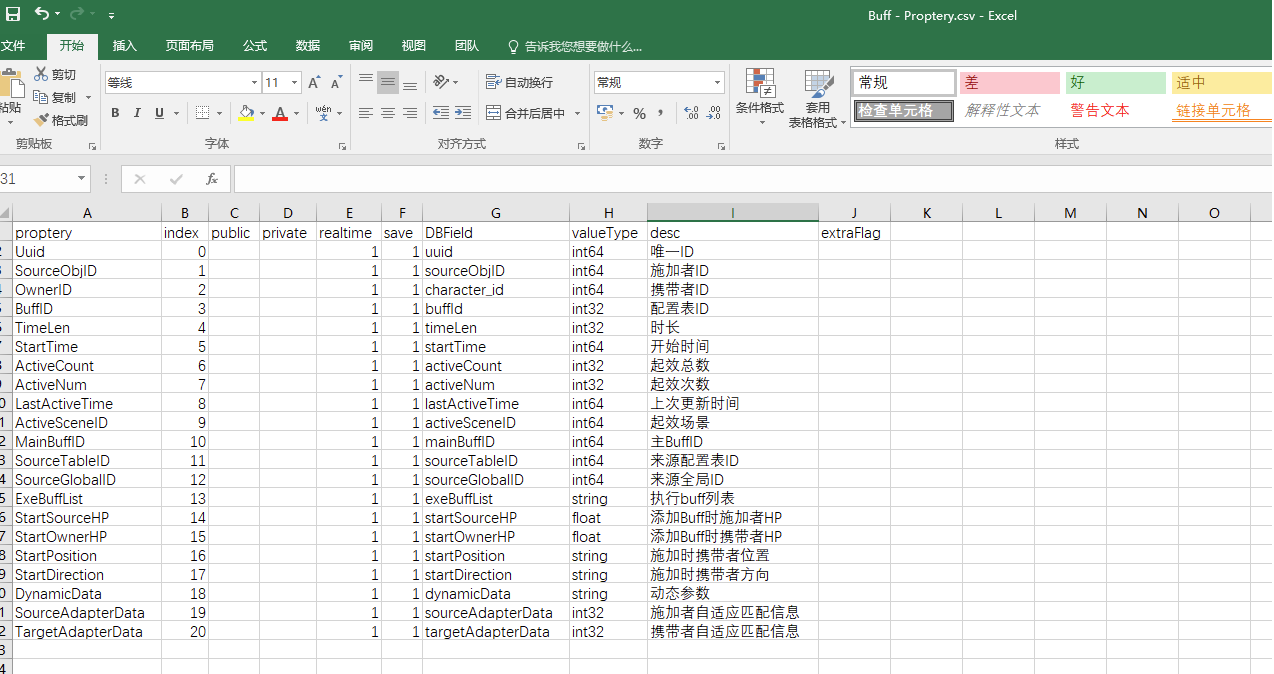 Buff - Proptery.csv - Excel
文件 开始 插入 页面布局 公式 数据 审阅 视图 团队 告诉我您想要做什么...
剪切 等线 11 自动换行 常规 常规 差 好 适中
粘贴 复制 格式刷 B I U A wén 文 合并后居中 % 条件格式 套用 表格格式 检查单元格 解释性文本 警告文本 链接单元格
剪贴板 字体 对齐方式 数字 样式
31 fx
A B C D E F G H I J K L M N O
proptery index public private realtime save DBField valueType desc extraFlag
2 Uuid 0 1 1 uuid int64 唯一ID
3 SourceObjID 1 1 1 sourceObjID int64 施加者ID
4 OwnerID 2 1 1 character_id int64 携带者ID
5 BuffID 3 1 1 buffId int32 配置表ID
6 TimeLen 4 1 1 timeLen int32 时长
7 StartTime 5 1 1 startTime int64 开始时间
8 ActiveCount 6 1 1 activeCount int32 起效总数
9 ActiveNum 7 1 1 activeNum int32 起效次数
0 LastActiveTime 8 1 1 lastActiveTime int64 上次更新时间
1 ActiveSceneID 9 1 1 activeSceneID int64 起效场景
2 MainBuffID 10 1 1 mainBuffID int64 主BuffID
3 SourceTableID 11 1 1 sourceTableID int64 来源配置表ID
4 SourceGlobalID 12 1 1 sourceGlobalID int64 来源全局ID
5 ExeBuffList 13 1 1 exeBuffList string 执行buff列表
6 StartSourceHP 14 1 1 startSourceHP float 添加Buff时施加者HP
7 StartOwnerHP 15 1 1 startOwnerHP float 添加Buff时携带者HP
8 StartPosition 16 1 1 startPosition string 施加时携带者位置
9 StartDirection 17 1 1 startDirection string 施加时携带者方向
0 DynamicData 18 1 1 dynamicData string 动态参数
1 SourceAdapterData 19 1 1 sourceAdapterData int32 施加者自适应匹配信息
2 TargetAdapterData 20 1 1 targetAdapterData int32 携带者自适应匹配信息
3
4